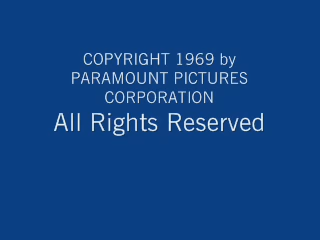 COPYRIGHT 1969 by
PARAMOUNT PICTURES
CORPORATION
All Rights Reserved